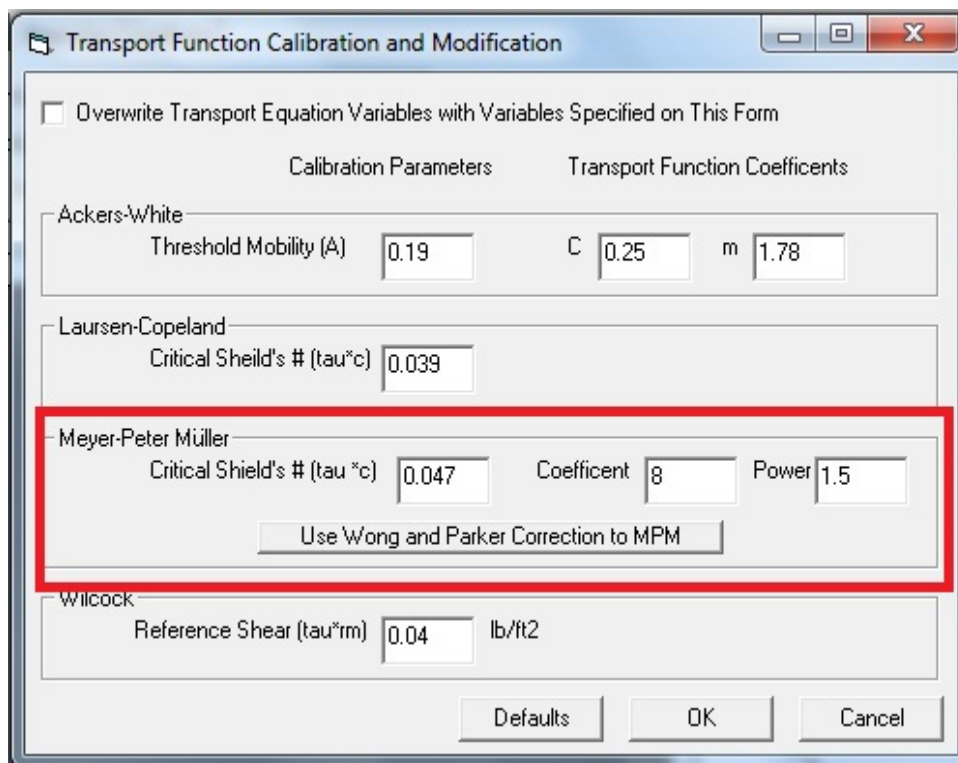 Transport Function Calibration and Modification
Overwrite Transport Equation Variables with Variables Specified on This Form
Calibration Parameters Transport Function Coefficents
Ackers-White
Threshold Mobility (A) 0.19 C 0.25 m 1.78
Laursen-Copeland
Critical Sheild's # (tau*c) 0.039
Meyer-Peter Müller
Critical Shield's # (tau *c) 0.047 Coefficent 8 Power 1.5
Use Wong and Parker Correction to MPM
Wilcock
Reference Shear (tau*rm) 0.04 lb/ft2
Defaults OK Cancel